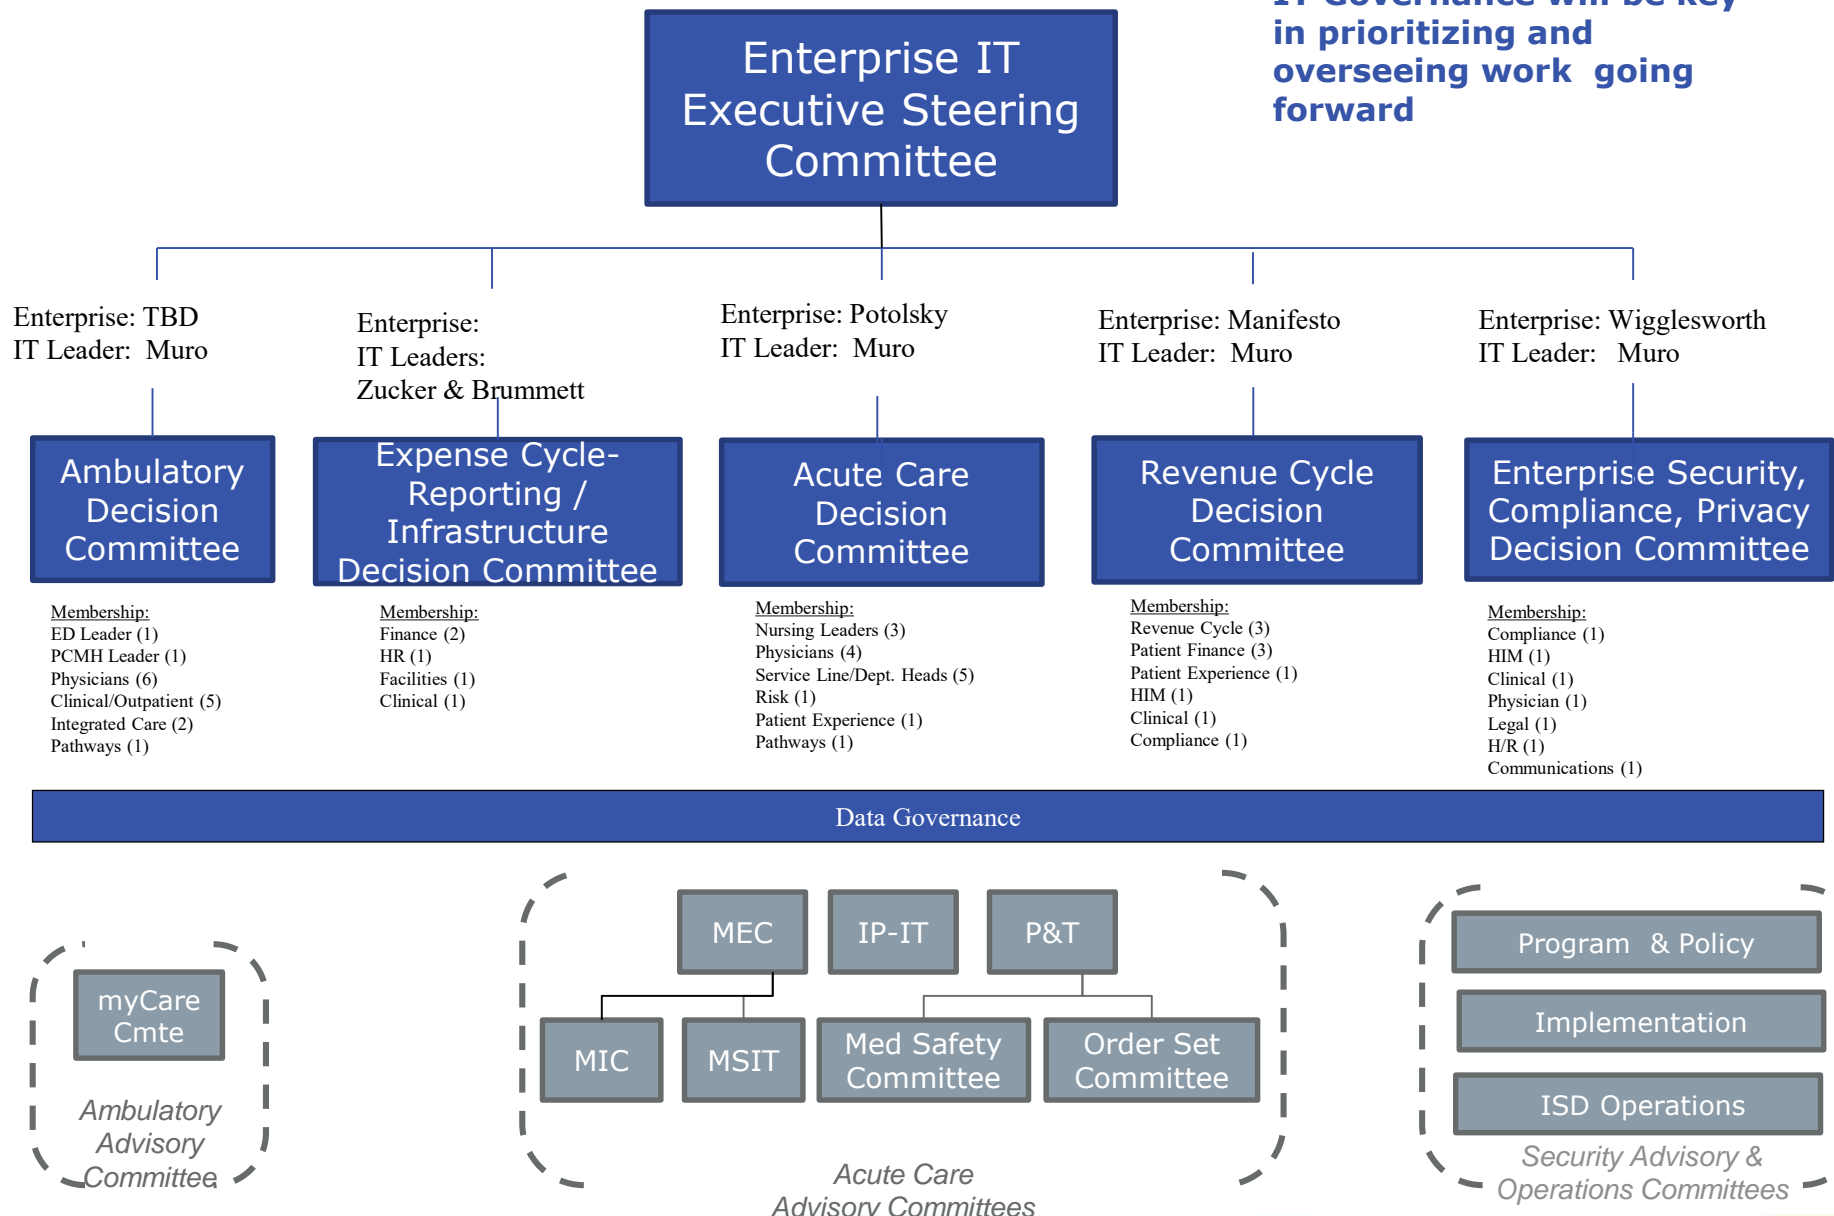 IT Governance will be key
in prioritizing and
overseeing work going
forward
Enterprise IT
Executive Steering
Committee
Enterprise: TBD
IT Leader: Muro
Enterprise:
IT Leaders:
Zucker & Brummett
Enterprise: Potolsky
IT Leader: Muro
Enterprise: Manifesto
IT Leader: Muro
Enterprise: Wigglesworth
IT Leader: Muro
Ambulatory
Decision
Committee
Expense Cycle-
Reporting /
Infrastructure
Decision Committee
Acute Care
Decision
Committee
Revenue Cycle
Decision
Committee
Enterprise Security,
Compliance, Privacy
Decision Committee
Membership:
ED Leader (1)
PCMH Leader (1)
Physicians (6)
Clinical/Outpatient (5)
Integrated Care (2)
Pathways (1)
Membership:
Finance (2)
HR (1)
Facilities (1)
Clinical (1)
Membership:
Nursing Leaders (3)
Physicians (4)
Service Line/Dept. Heads (5)
Risk (1)
Patient Experience (1)
Pathways (1)
Membership:
Revenue Cycle (3)
Patient Finance (3)
Patient Experience (1)
HIM (1)
Clinical (1)
Compliance (1)
Membership:
Compliance (1)
HIM (1)
Clinical (1)
Physician (1)
Legal (1)
H/R (1)
Communications (1)
Data Governance
myCare
Cmte
Ambulatory
Advisory
Committee
MEC
IP-IT
P&T
MIC
MSIT
Med Safety
Committee
Order Set
Committee
Acute Care
Advisory Committees
Program & Policy
Implementation
ISD Operations
Security Advisory &
Operations Committees